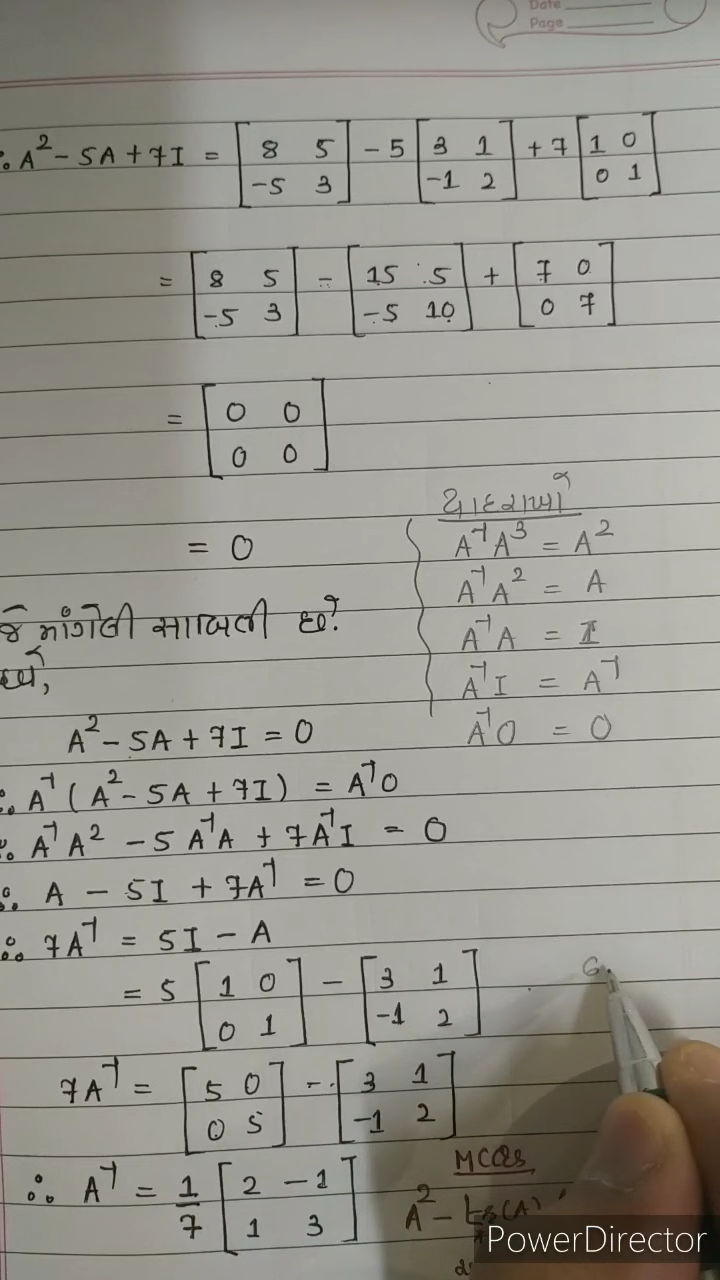 Date
Page
∴ A² - 5A + 7I = [8 5; -5 3] - 5 [3 1; -1 2] + 7 [1 0; 0 1]
= [8 5; -5 3] - [15 5; -5 10] + [7 0; 0 7]
= [0 0; 0 0]
= 0
યાદ રાખો
A⁻¹A³ = A²
A⁻¹A² = A
A⁻¹A = I
A⁻¹I = A⁻¹
A⁻¹O = O
જે માંગેલી સાબિતી છે.
હવે,
A² - 5A + 7I = 0
∴ A⁻¹ (A² - 5A + 7I) = A⁻¹O
∴ A⁻¹A² - 5A⁻¹A + 7A⁻¹I = 0
∴ A - 5I + 7A⁻¹ = 0
∴ 7A⁻¹ = 5I - A
= 5 [1 0; 0 1] - [3 1; -1 2]
7A⁻¹ = [5 0; 0 5] - [3 1; -1 2]
∴ A⁻¹ = 1/7 [2 -1; 1 3]
MCQs
A² - tr(A)
PowerDirector